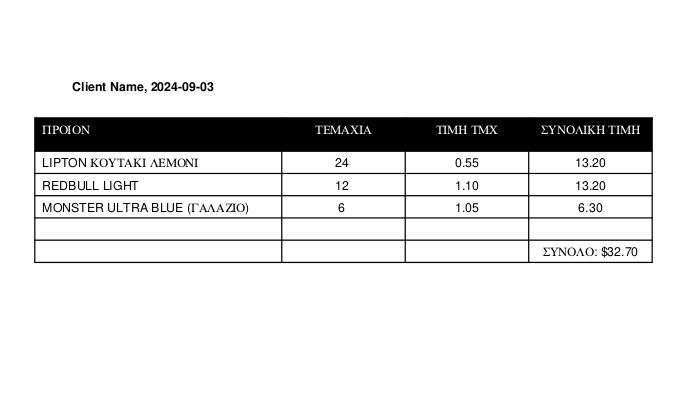 Client Name, 2024-09-03
ΠΡΟΙΟΝ ΤΕΜΑΧΙΑ ΤΙΜΗ ΤΜΧ ΣΥΝΟΛΙΚΗ ΤΙΜΗ
LIPTON ΚΟΥΤΑΚΙ ΛΕΜΟΝΙ 24 0.55 13.20
REDBULL LIGHT 12 1.10 13.20
MONSTER ULTRA BLUE (ΓΑΛΑΖΙΟ) 6 1.05 6.30
ΣΥΝΟΛΟ: $32.70